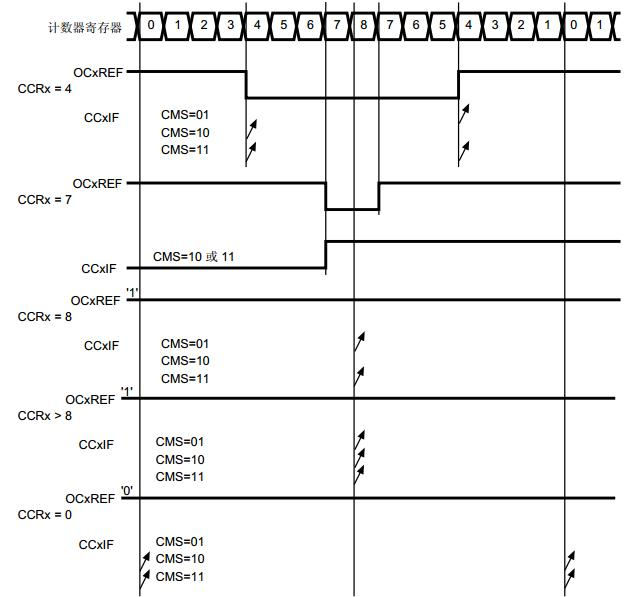 计数器寄存器 0 1 2 3 4 5 6 7 8 7 6 5 4 3 2 1 0 1
OCxREF
CCRx = 4
CCxIF CMS=01
CMS=10
CMS=11
OCxREF
CCRx = 7
CMS=10 或 11
CCxIF
OCxREF '1'
CCRx = 8
CCxIF CMS=01
CMS=10
CMS=11
OCxREF '1'
CCRx > 8
CCxIF CMS=01
CMS=10
CMS=11
OCxREF '0'
CCRx = 0
CCxIF CMS=01
CMS=10
CMS=11